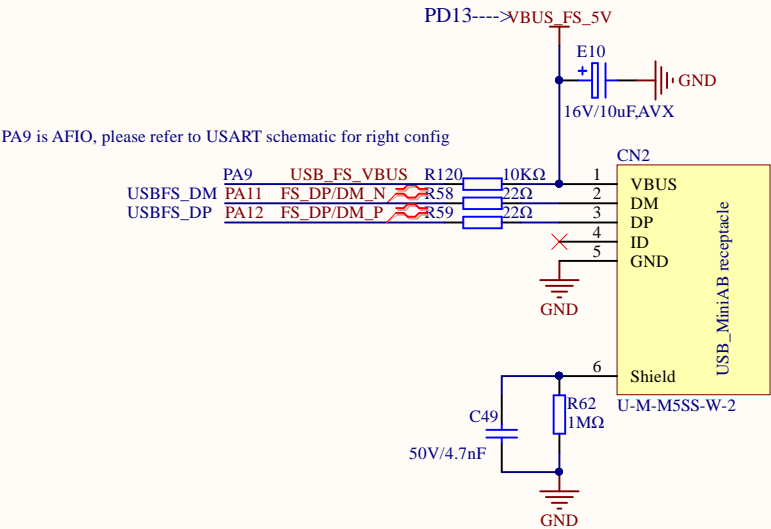 PD13---->VBUS_FS_5V
E10
GND
16V/10uF,AVX
PA9 is AFIO, please refer to USART schematic for right config
CN2
PA9 USB_FS_VBUS R120 10KΩ 1 VBUS
USBFS_DM PA11 FS_DP/DM_N R58 22Ω 2 DM
USBFS_DP PA12 FS_DP/DM_P R59 22Ω 3 DP
4 ID
5 GND
GND
USB_MiniAB receptacle
6 Shield
U-M-M5SS-W-2
C49
R62
1MΩ
50V/4.7nF
GND